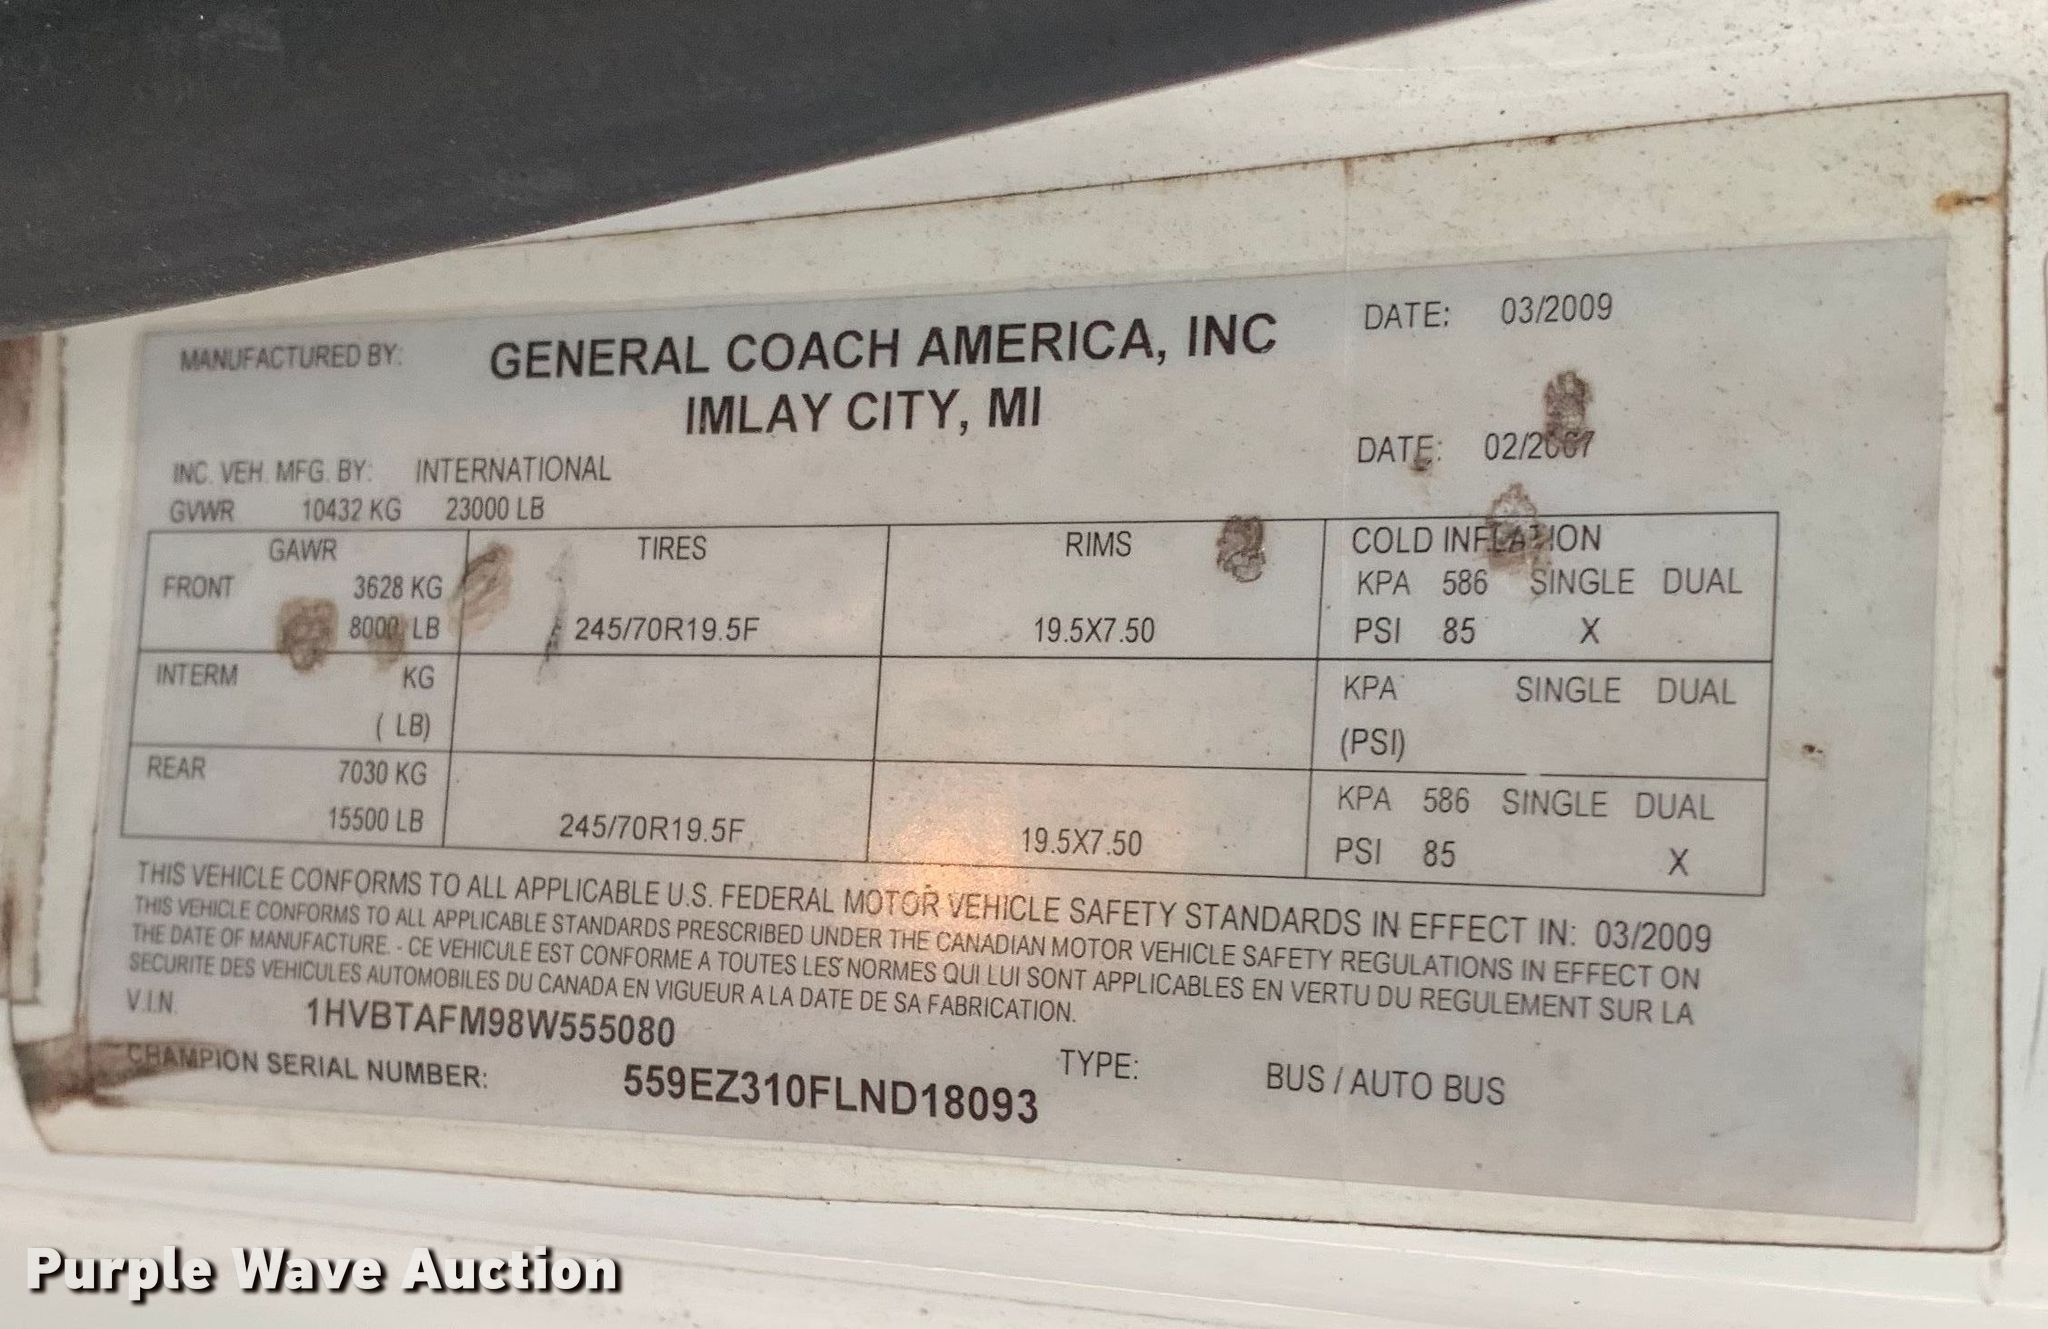 MANUFACTURED BY: GENERAL COACH AMERICA, INC DATE: 03/2009
IMLAY CITY, MI
INC. VEH. MFG. BY: INTERNATIONAL DATE: 02/2007
GVWR 10432 KG 23000 LB
GAWR TIRES RIMS COLD INFLATION
FRONT 3628 KG KPA 586 SINGLE DUAL
8000 LB 245/70R19.5F 19.5X7.50 PSI 85 X
INTERM KG KPA SINGLE DUAL
( LB) (PSI)
REAR 7030 KG KPA 586 SINGLE DUAL
15500 LB 245/70R19.5F 19.5X7.50 PSI 85 X
THIS VEHICLE CONFORMS TO ALL APPLICABLE U.S. FEDERAL MOTOR VEHICLE SAFETY STANDARDS IN EFFECT IN: 03/2009
THIS VEHICLE CONFORMS TO ALL APPLICABLE STANDARDS PRESCRIBED UNDER THE CANADIAN MOTOR VEHICLE SAFETY REGULATIONS IN EFFECT ON
THE DATE OF MANUFACTURE. - CE VEHICULE EST CONFORME A TOUTES LES NORMES QUI LUI SONT APPLICABLES EN VERTU DU REGULEMENT SUR LA
SECURITE DES VEHICULES AUTOMOBILES DU CANADA EN VIGUEUR A LA DATE DE SA FABRICATION.
V.I.N. 1HVBTAFM98W555080
CHAMPION SERIAL NUMBER: 559EZ310FLND18093 TYPE: BUS / AUTO BUS
Purple Wave Auction